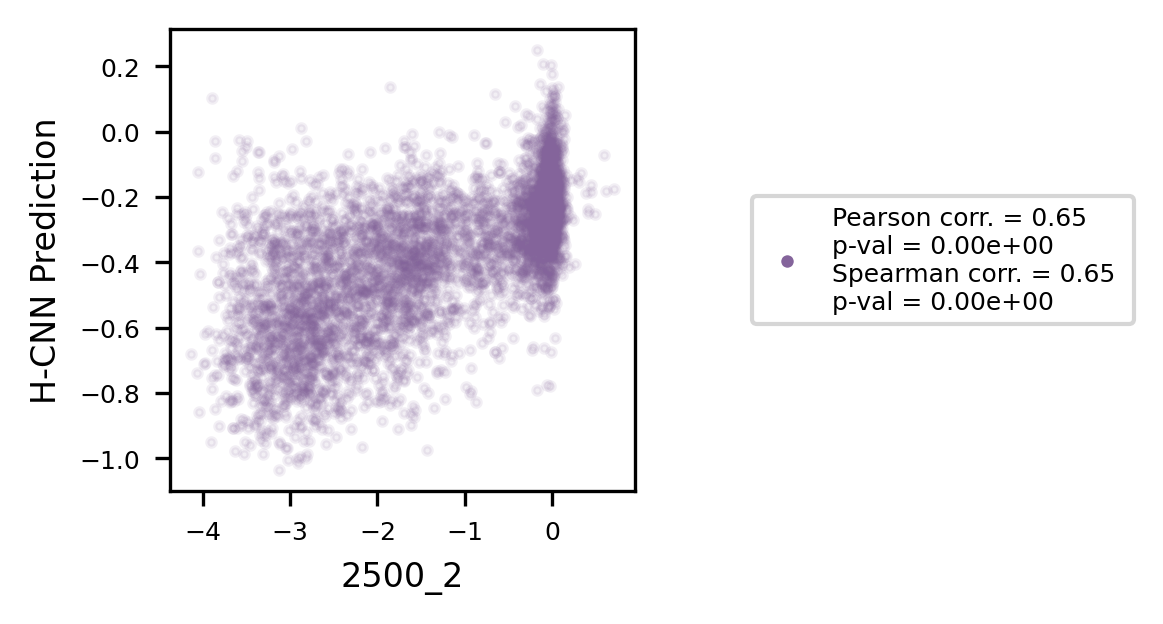 0.2
0.0
−0.2
−0.4
−0.6
−0.8
−1.0
H-CNN Prediction
−4 −3 −2 −1 0
2500_2
Pearson corr. = 0.65
p-val = 0.00e+00
Spearman corr. = 0.65
p-val = 0.00e+00